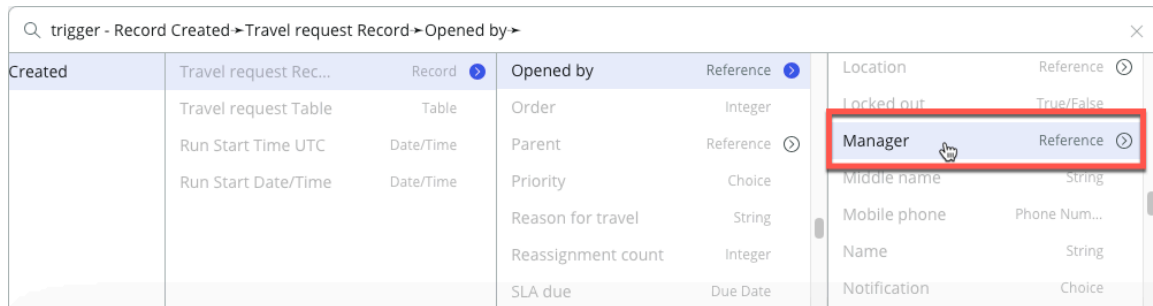 trigger - Record Created➛Travel request Record➛Opened by➛
Created
Travel request Rec... Record
Travel request Table Table
Run Start Time UTC Date/Time
Run Start Date/Time Date/Time
Opened by Reference
Order Integer
Parent Reference
Priority Choice
Reason for travel String
Reassignment count Integer
SLA due Due Date
Location Reference
Locked out True/False
Manager Reference
Middle name String
Mobile phone Phone Num...
Name String
Notification Choice